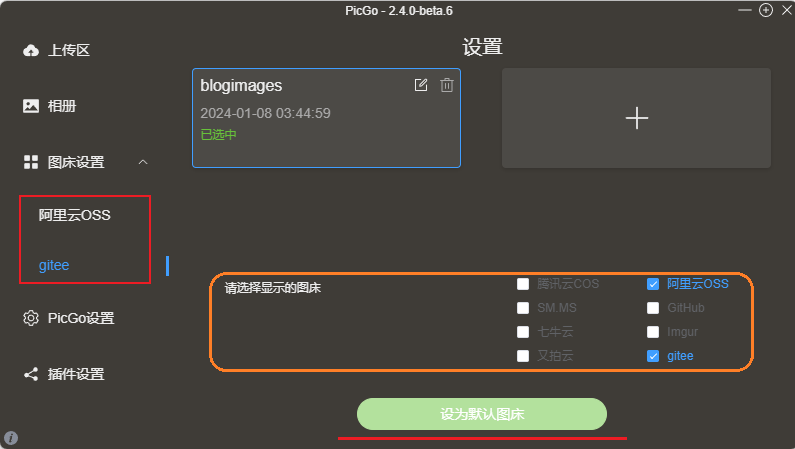 PicGo - 2.4.0-beta.6
上传区
相册
图床设置
阿里云OSS
gitee
PicGo设置
插件设置
设置
blogimages
2024-01-08 03:44:59
已选中
请选择显示的图床
腾讯云COS 阿里云OSS
SM.MS GitHub
七牛云 Imgur
又拍云 gitee
设为默认图床